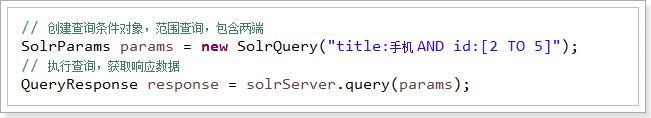 // 创建查询条件对象，范围查询，包含两端
SolrParams params = new SolrQuery("title:手机 AND id:[2 TO 5]");
// 执行查询，获取响应数据
QueryResponse response = solrServer.query(params);